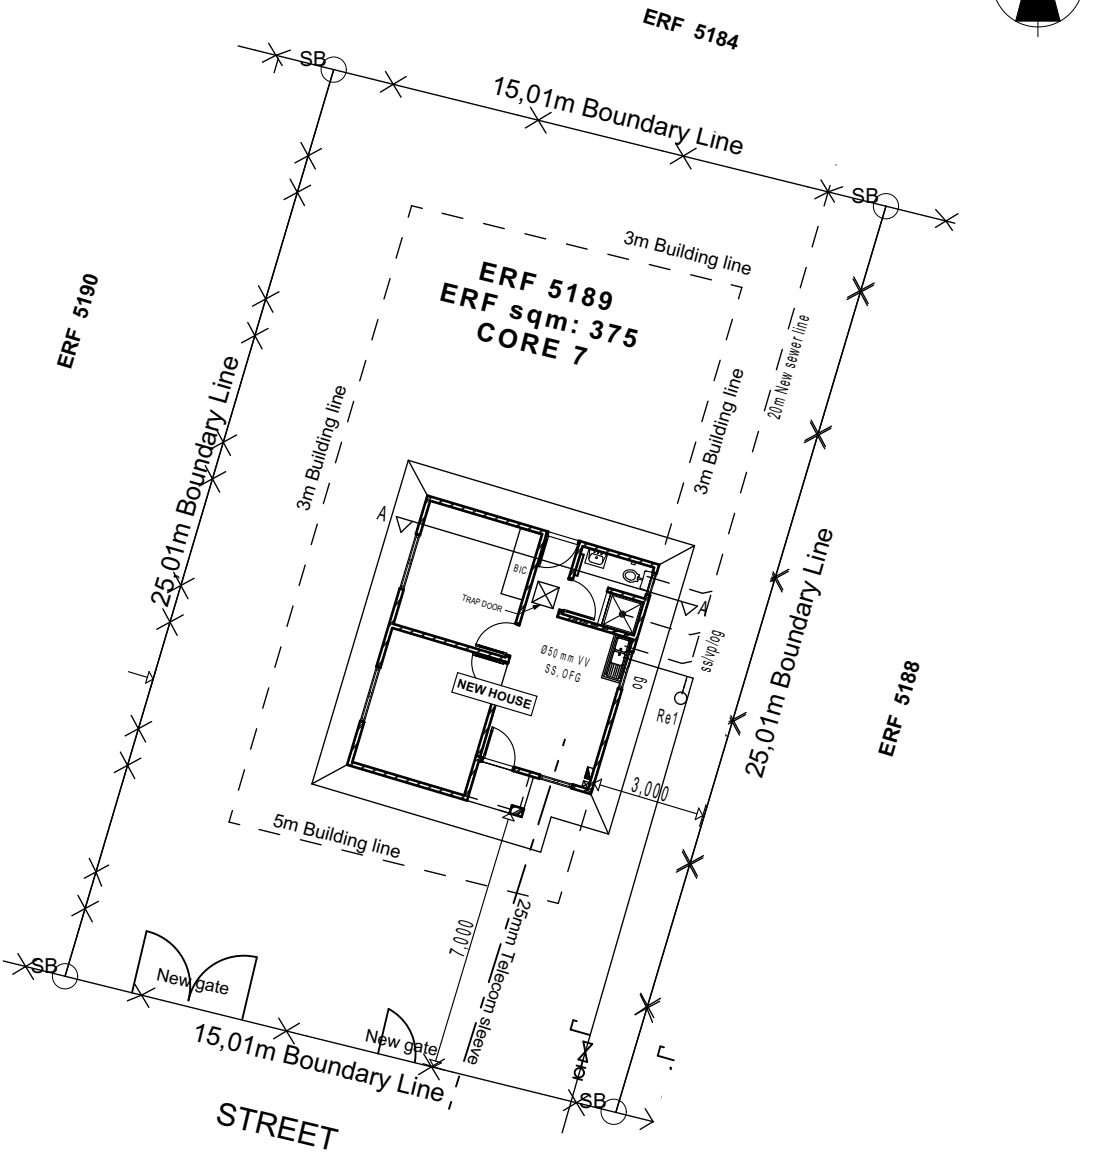 ERF 5184
SB
15,01m Boundary Line
SB
3m Building line
ERF 5189
ERF sqm: 375
CORE 7
ERF 5190
20m New sewer line
3m Building line
3m Building line
25,01m Boundary Line
A
BIC
TRAP DOOR
A
Ø50 mm VV
SS, OFG
ss/vp/og
og
NEW HOUSE
Re1
25,01m Boundary Line
ERF 5188
3,000
5m Building line
7,000
25mm Telecom sleeve
SB
New gate
New gate
15,01m Boundary Line
SB
STREET